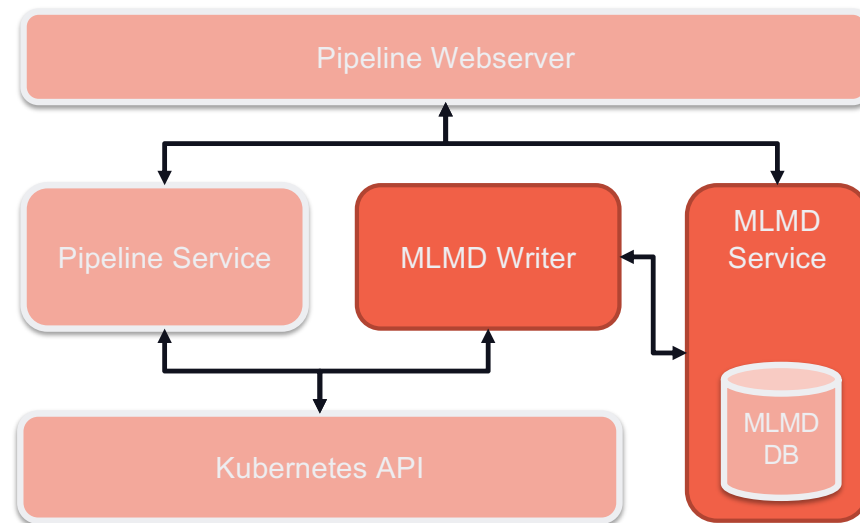 Pipeline Webserver
Pipeline Service
MLMD Writer
MLMD
Service
MLMD
DB
Kubernetes API